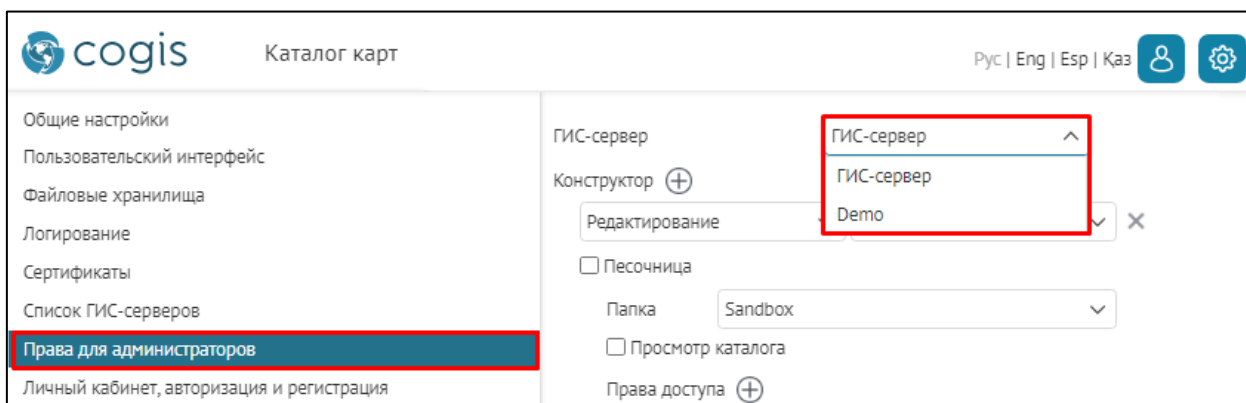 cogis
Каталог карт
Рус | Eng | Esp | Қаз
Общие настройки
Пользовательский интерфейс
Файловые хранилища
Логирование
Сертификаты
Список ГИС-серверов
Права для администраторов
Личный кабинет, авторизация и регистрация
ГИС-сервер
ГИС-сервер
ГИС-сервер
Demo
Конструктор
Редактирование
Песочница
Папка
Sandbox
Просмотр каталога
Права доступа